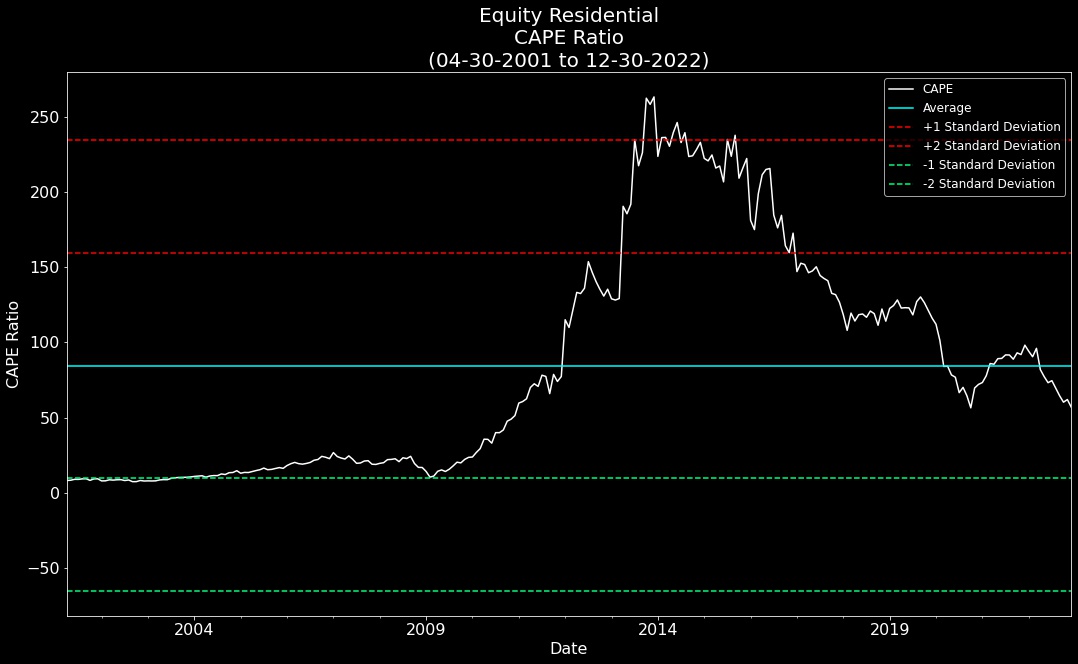 Equity Residential
CAPE Ratio
(04-30-2001 to 12-30-2022)
CAPE
Average
+1 Standard Deviation
+2 Standard Deviation
-1 Standard Deviation
-2 Standard Deviation
250
200
150
100
50
0
−50
CAPE Ratio
2004
2009
2014
2019
Date